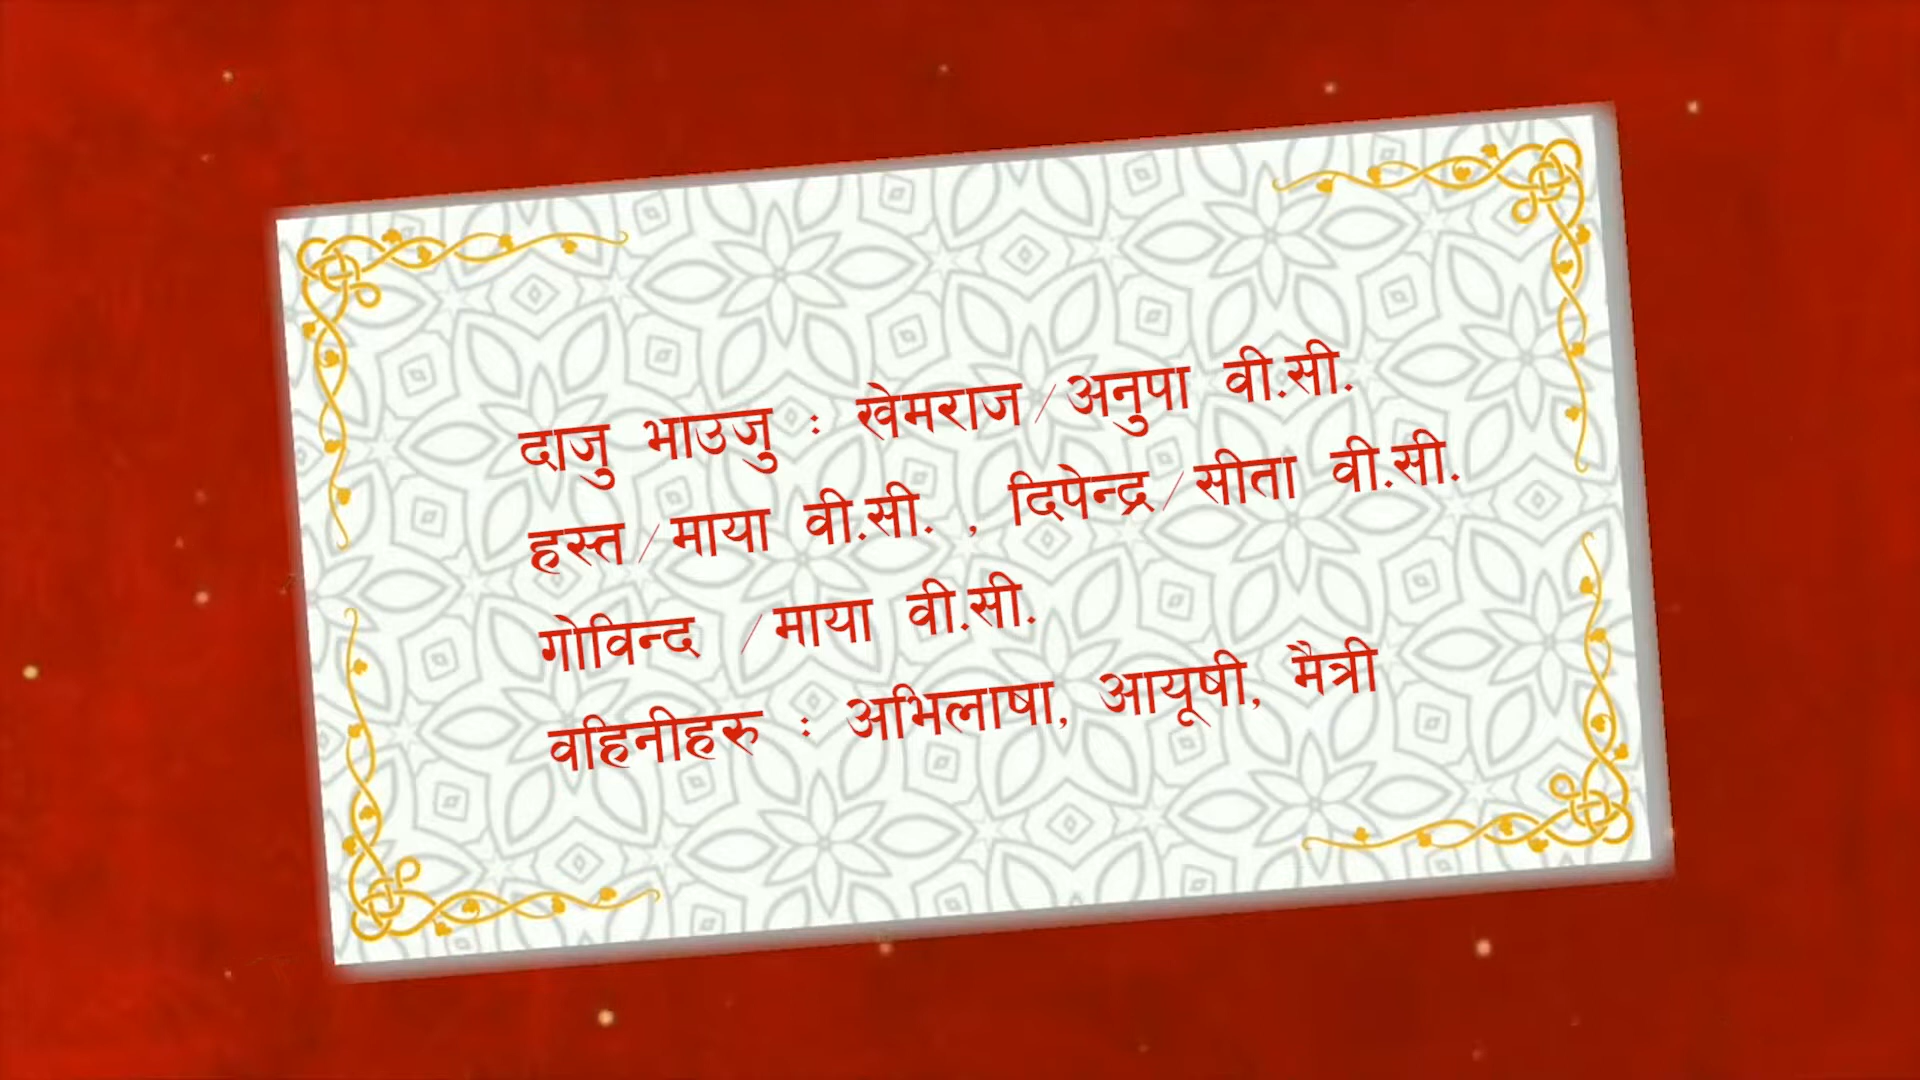 दाजु भाउजु : खेमराज/अनुपा वी.सी.
हस्त/माया वी.सी. , दिपेन्द्र/सीता वी.सी.
गोविन्द /माया वी.सी.
वहिनीहरु : अभिलाषा, आयूषी, मैत्री